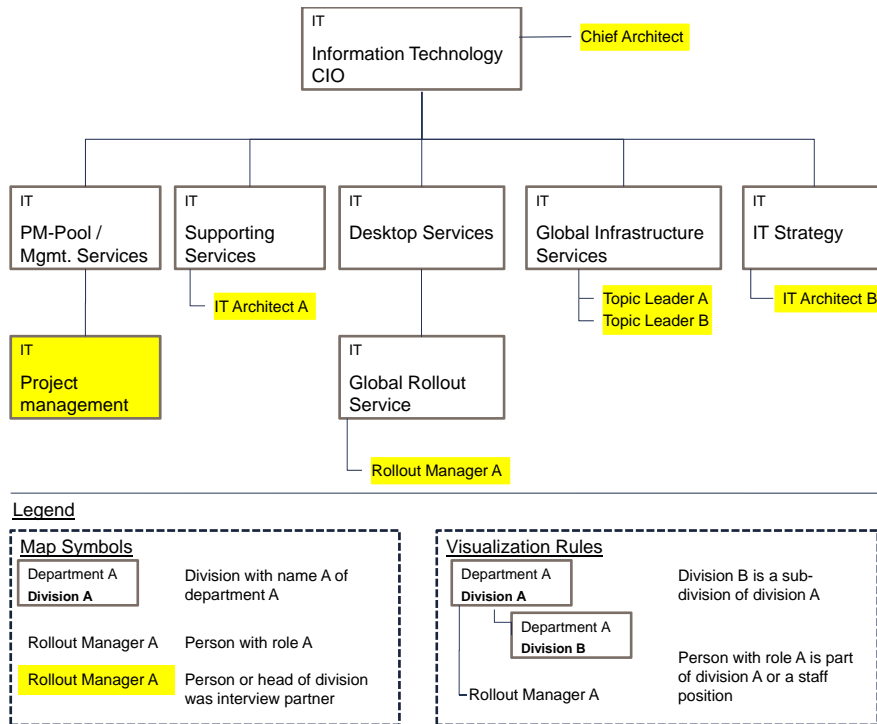 IT
Information Technology
CIO
Chief Architect
IT
PM-Pool /
Mgmt. Services
IT
Supporting
Services
IT
Desktop Services
IT
Global Infrastructure
Services
IT
IT Strategy
IT Architect A
Topic Leader A
Topic Leader B
IT Architect B
IT
Project
management
IT
Global Rollout
Service
Rollout Manager A
Legend
Map Symbols
Department A
Division A
Division with name A of
department A
Rollout Manager A
Person with role A
Rollout Manager A
Person or head of division
was interview partner
Visualization Rules
Department A
Division A
Division B is a sub-
division of division A
Department A
Division B
Rollout Manager A
Person with role A is part
of division A or a staff
position